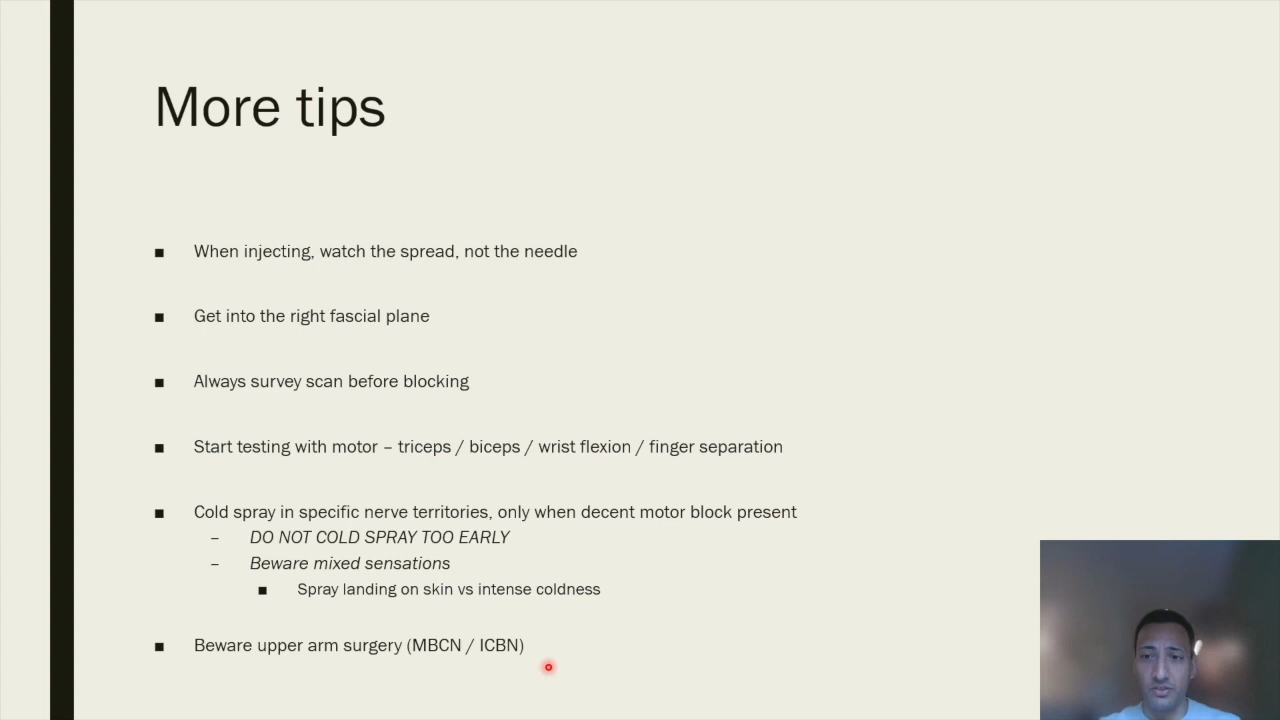 More tips
■ When injecting, watch the spread, not the needle
■ Get into the right fascial plane
■ Always survey scan before blocking
■ Start testing with motor – triceps / biceps / wrist flexion / finger separation
■ Cold spray in specific nerve territories, only when decent motor block present
– DO NOT COLD SPRAY TOO EARLY
– Beware mixed sensations
■ Spray landing on skin vs intense coldness
■ Beware upper arm surgery (MBCN / ICBN)